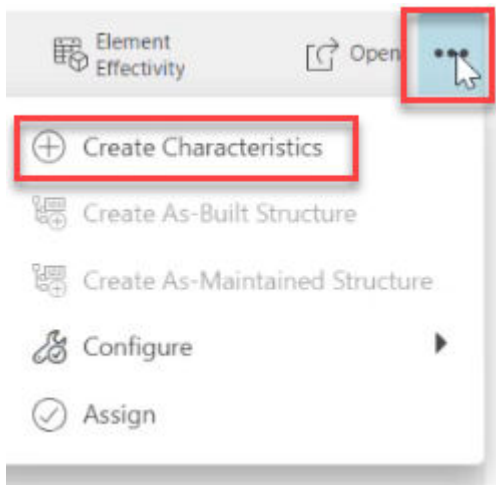 Element
Effectivity
Open
Create Characteristics
Create As-Built Structure
Create As-Maintained Structure
Configure
Assign